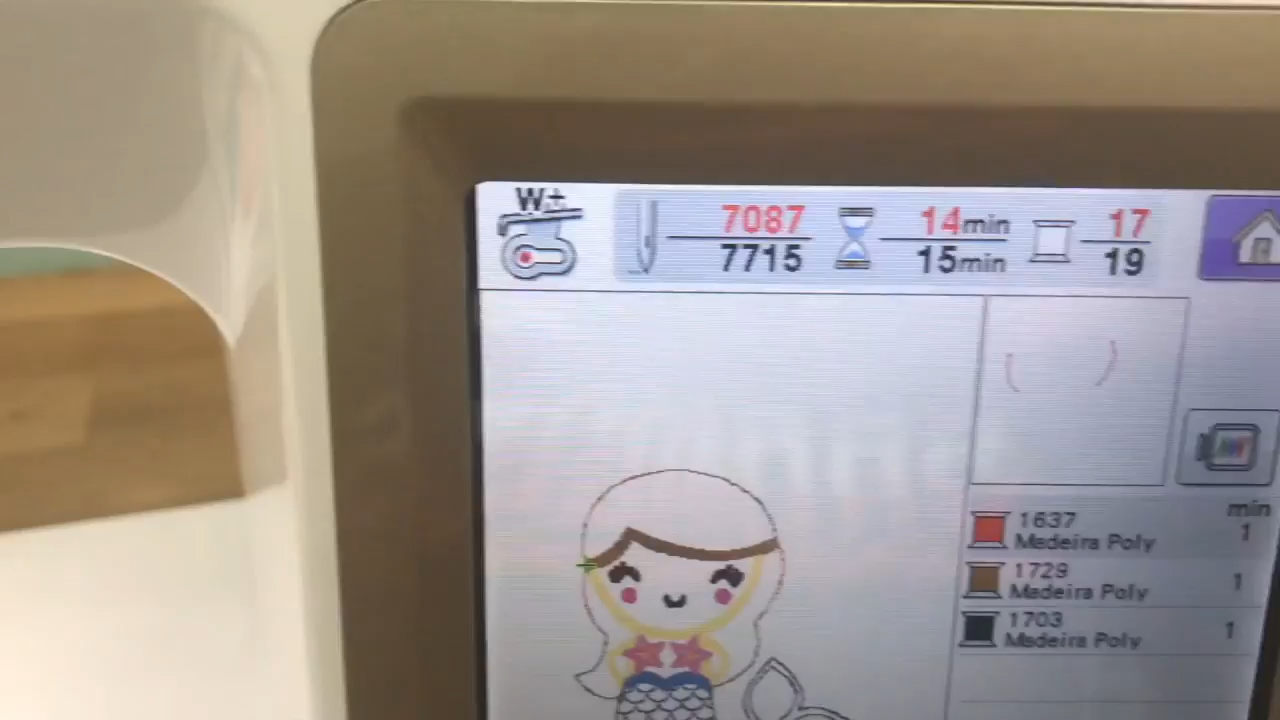 W+
7087 14min 17
7715 15min 19
min
1637 1
Madeira Poly
1729 1
Madeira Poly
1703 1
Madeira Poly